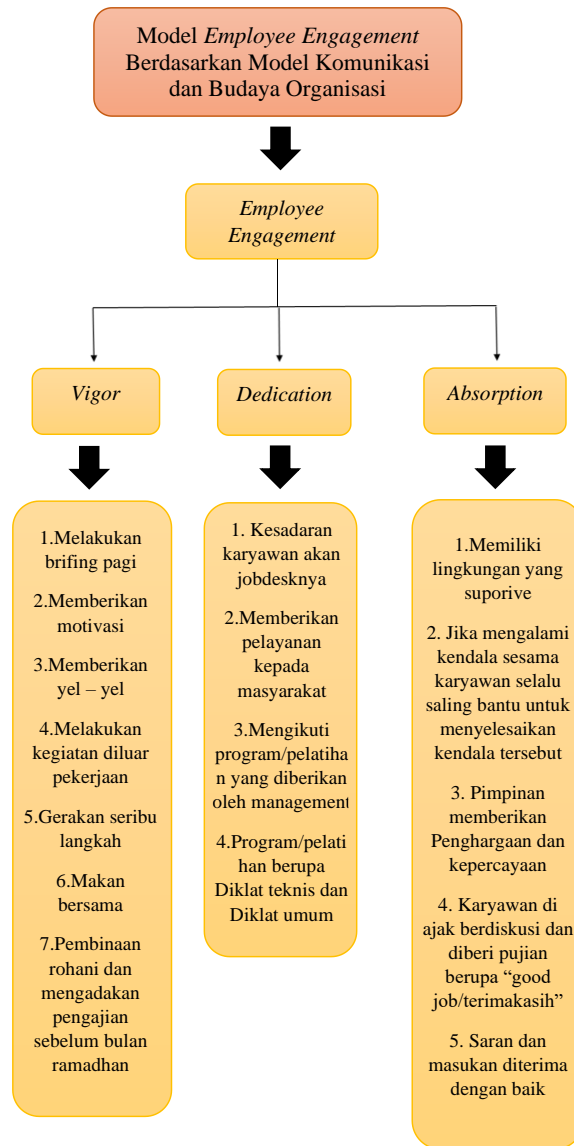 Model Employee Engagement
Berdasarkan Model Komunikasi
dan Budaya Organisasi
Employee
Engagement
Vigor
Dedication
Absorption
1.Melakukan
brifing pagi
2.Memberikan
motivasi
3.Memberikan
yel – yel
4.Melakukan
kegiatan diluar
pekerjaan
5.Gerakan seribu
langkah
6.Makan
bersama
7.Pembinaan
rohani dan
mengadakan
pengajian
sebelum bulan
ramadhan
1. Kesadaran
karyawan akan
jobdesknya
2.Memberikan
pelayanan
kepada
masyarakat
3.Mengikuti
program/pelatiha
n yang diberikan
oleh management
4.Program/pelati
han berupa
Diklat teknis dan
Diklat umum
1.Memiliki
lingkungan yang
suporive
2. Jika mengalami
kendala sesama
karyawan selalu
saling bantu untuk
menyelesaikan
kendala tersebut
3. Pimpinan
memberikan
Penghargaan dan
kepercayaan
4. Karyawan di
ajak berdiskusi dan
diberi pujian
berupa “good
job/terimakasih”
5. Saran dan
masukan diterima
dengan baik